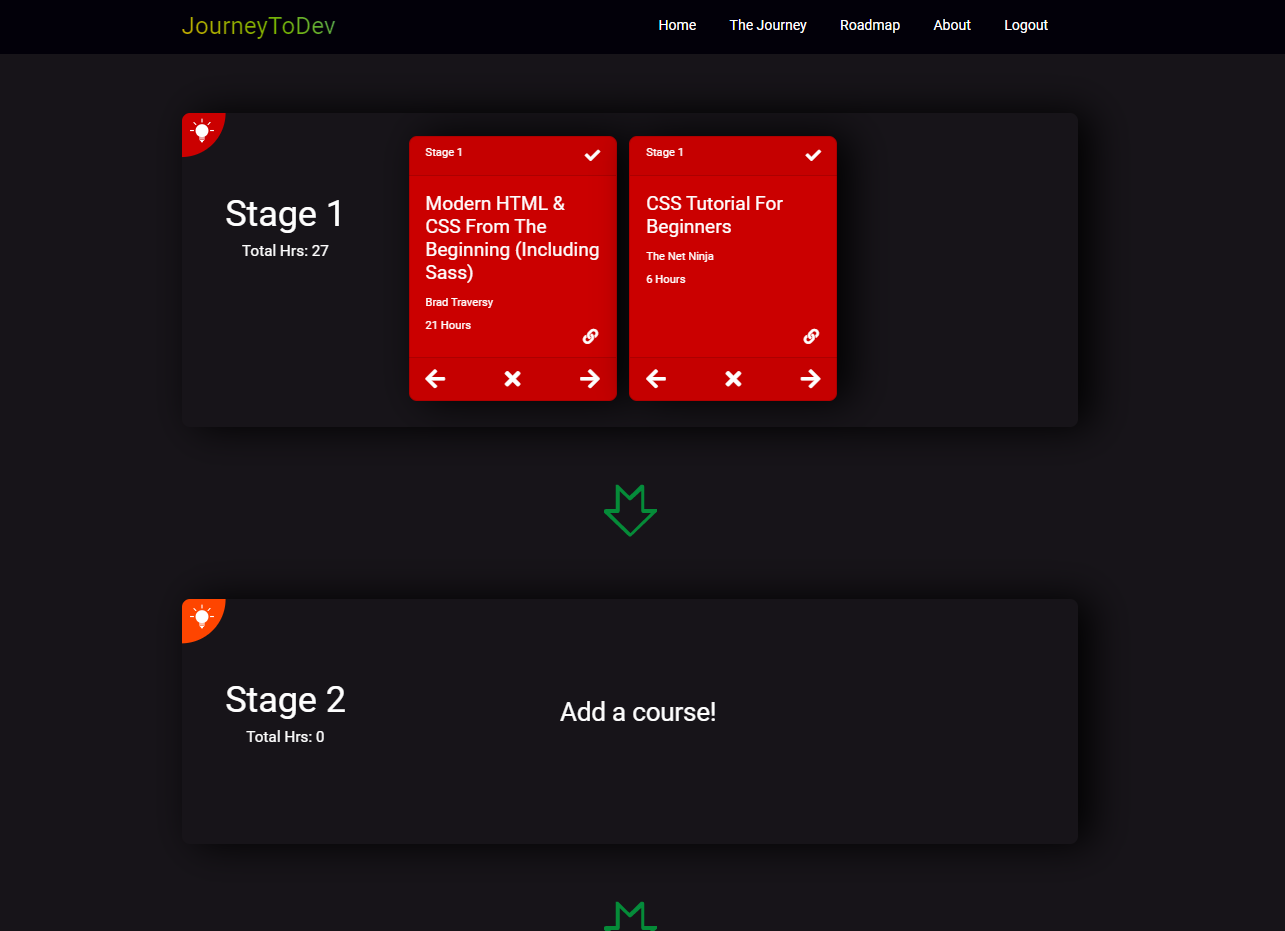 JourneyToDev
Home The Journey Roadmap About Logout
Stage 1
Total Hrs: 27
Stage 1
Modern HTML &
CSS From The
Beginning (Including
Sass)
Brad Traversy
21 Hours
Stage 1
CSS Tutorial For
Beginners
The Net Ninja
6 Hours
Stage 2
Total Hrs: 0
Add a course!